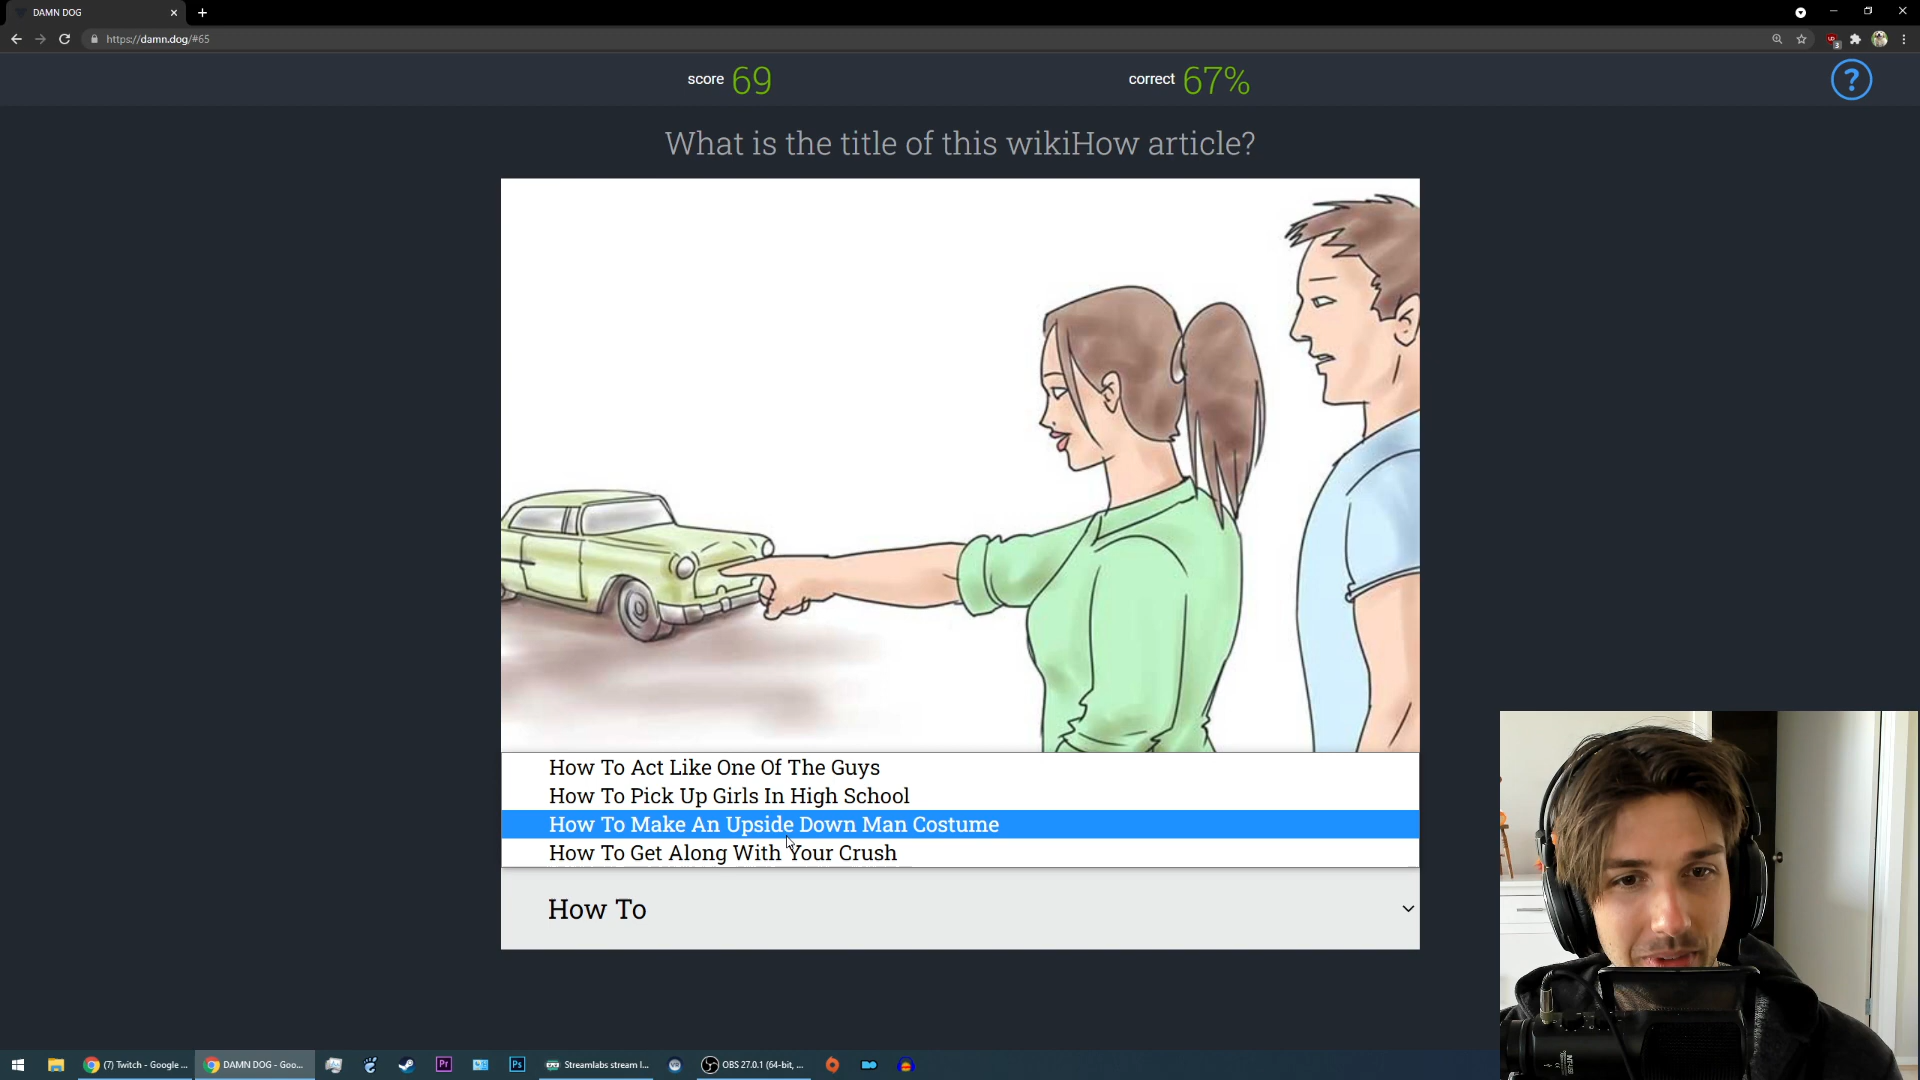 DAMN DOG
https://damn.dog/#65
3
score 69
correct 67%
?
What is the title of this wikiHow article?
How To Act Like One Of The Guys
How To Pick Up Girls In High School
How To Make An Upside Down Man Costume
How To Get Along With Your Crush
How To
(7) Twitch - Google ...
DAMN DOG - Goo...
Pr
Ps
Streamlabs stream l...
OBS 27.0.1 (64-bit, ...